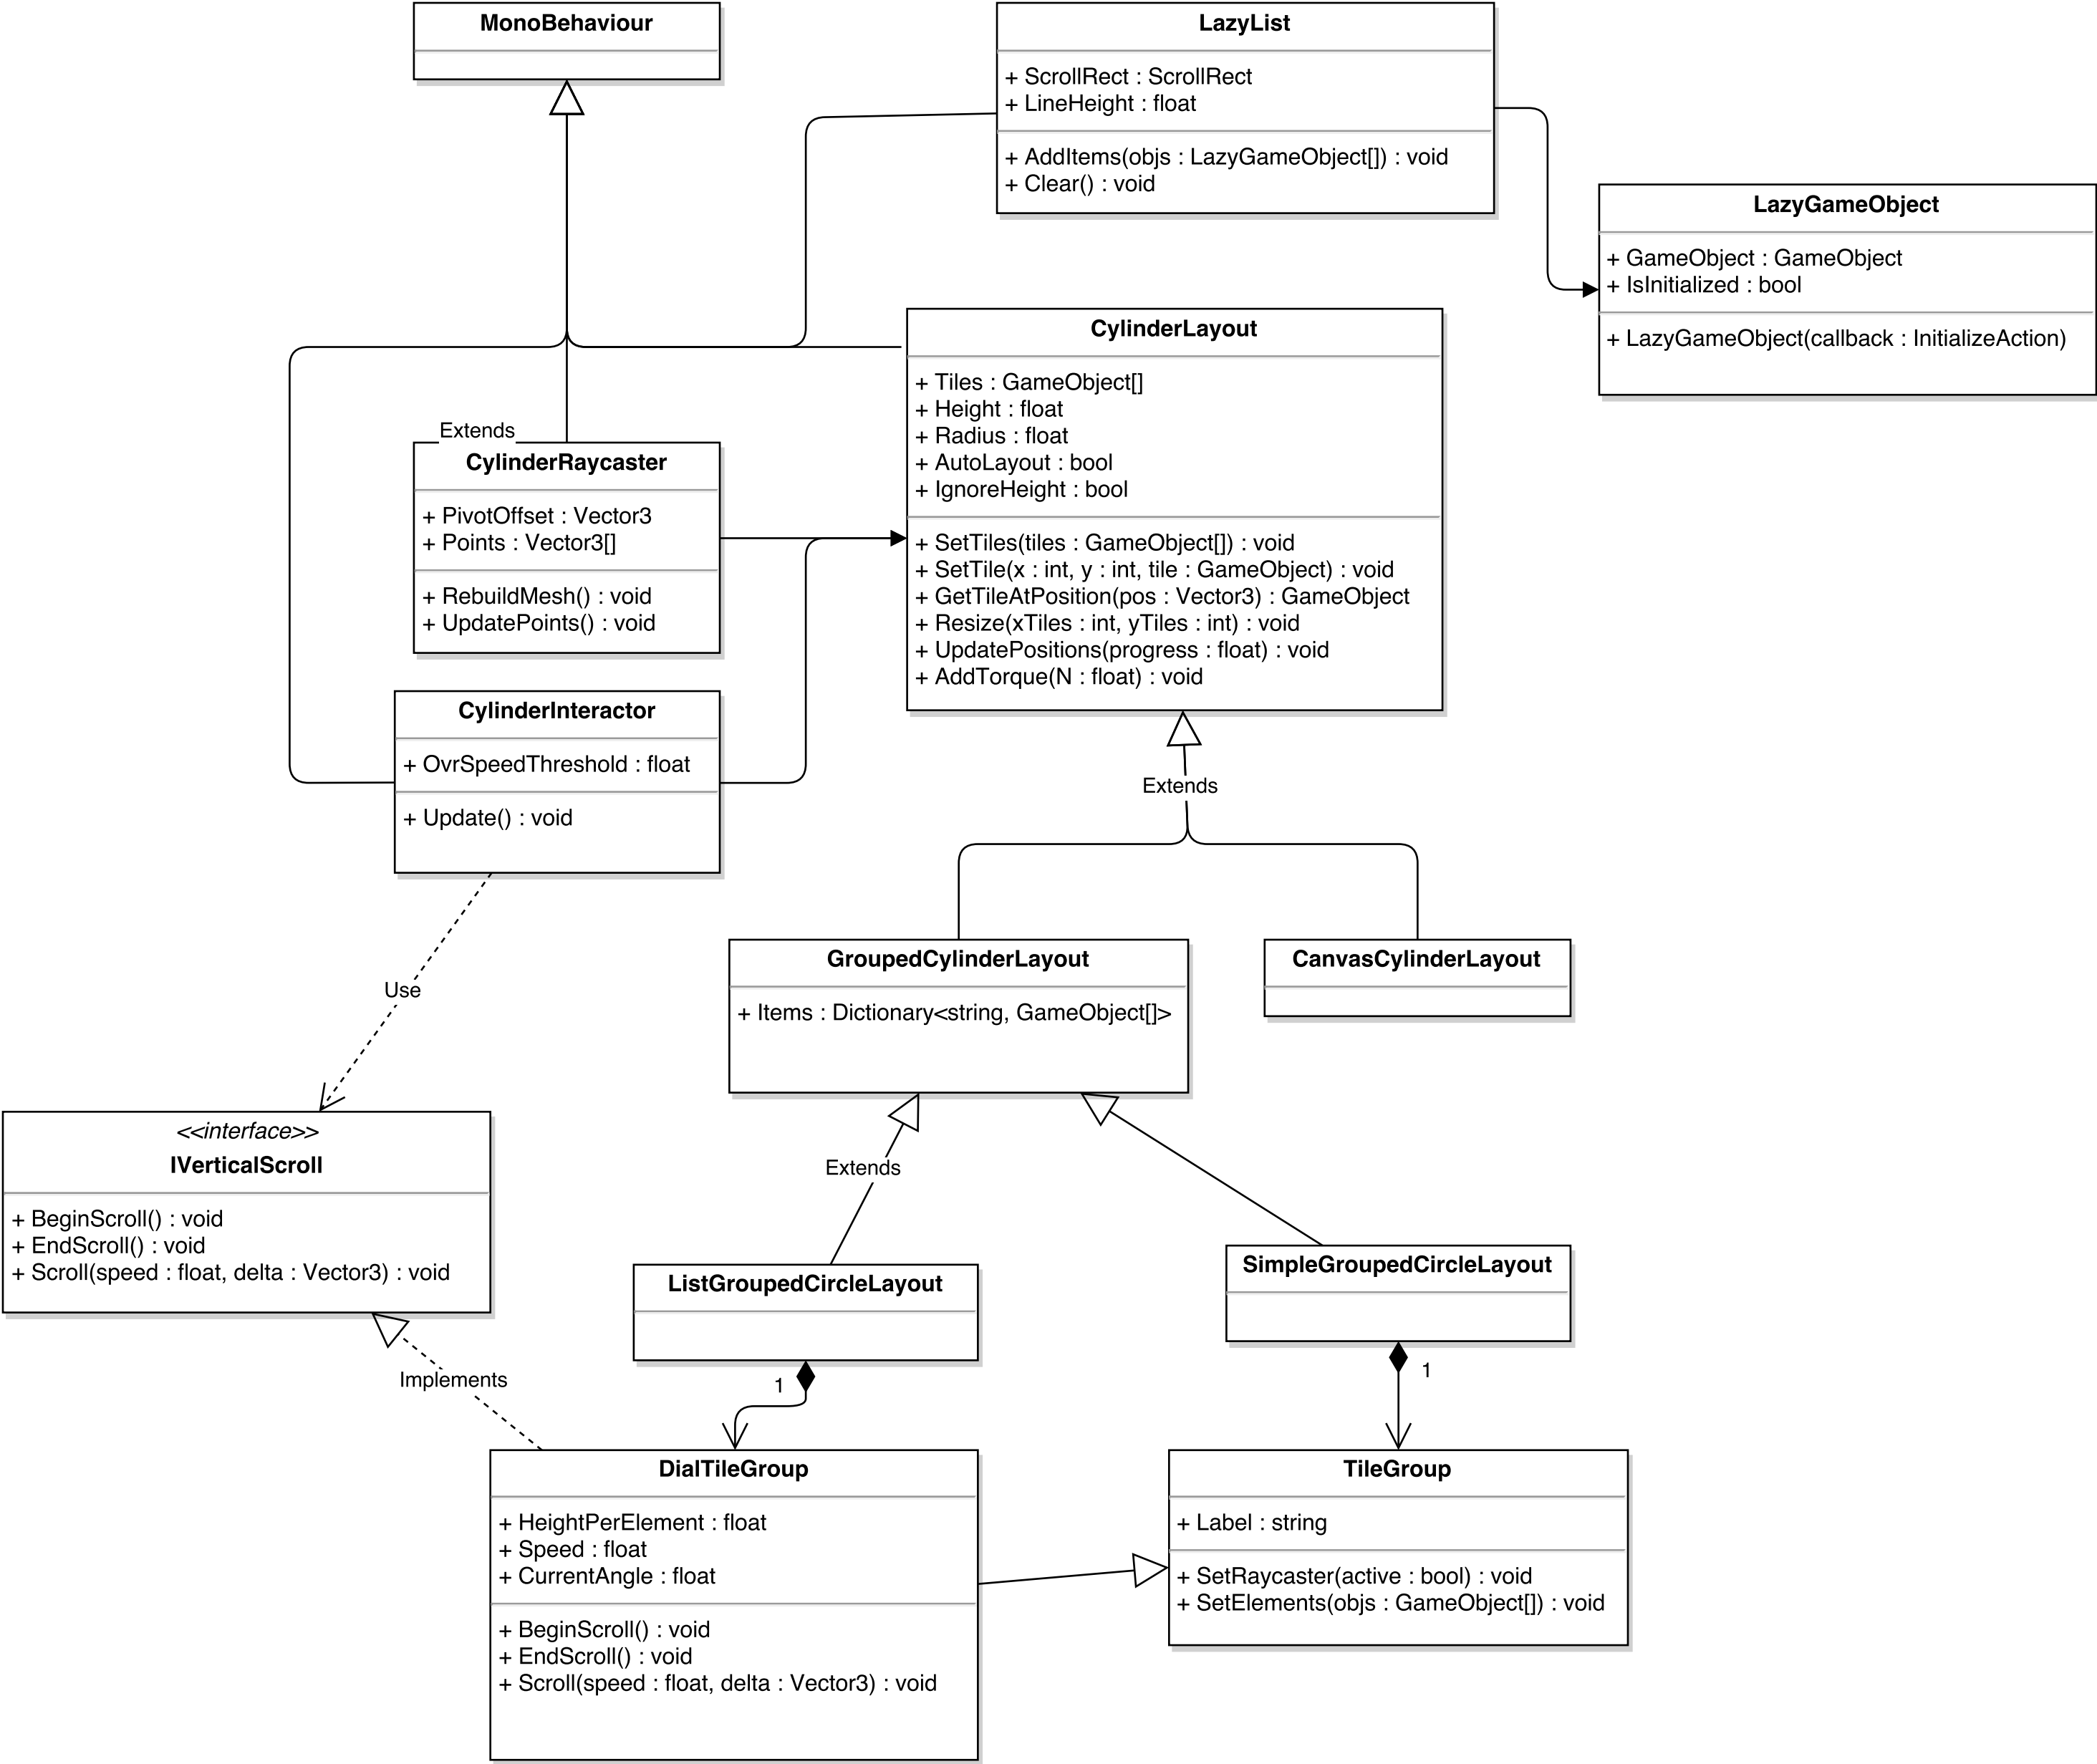 MonoBehaviour
LazyList
+ ScrollRect : ScrollRect
+ LineHeight : float
+ AddItems(objs : LazyGameObject[]) : void
+ Clear() : void
LazyGameObject
+ GameObject : GameObject
+ IsInitialized : bool
+ LazyGameObject(callback : InitializeAction)
CylinderLayout
+ Tiles : GameObject[]
+ Height : float
+ Radius : float
+ AutoLayout : bool
+ IgnoreHeight : bool
+ SetTiles(tiles : GameObject[]) : void
+ SetTile(x : int, y : int, tile : GameObject) : void
+ GetTileAtPosition(pos : Vector3) : GameObject
+ Resize(xTiles : int, yTiles : int) : void
+ UpdatePositions(progress : float) : void
+ AddTorque(N : float) : void
Extends
CylinderRaycaster
+ PivotOffset : Vector3
+ Points : Vector3[]
+ RebuildMesh() : void
+ UpdatePoints() : void
CylinderInteractor
+ OvrSpeedThreshold : float
+ Update() : void
Extends
Use
GroupedCylinderLayout
+ Items : Dictionary<string, GameObject[]>
CanvasCylinderLayout
<<interface>>
IVerticalScroll
+ BeginScroll() : void
+ EndScroll() : void
+ Scroll(speed : float, delta : Vector3) : void
Extends
ListGroupedCircleLayout
SimpleGroupedCircleLayout
Implements
1
1
DialTileGroup
+ HeightPerElement : float
+ Speed : float
+ CurrentAngle : float
+ BeginScroll() : void
+ EndScroll() : void
+ Scroll(speed : float, delta : Vector3) : void
TileGroup
+ Label : string
+ SetRaycaster(active : bool) : void
+ SetElements(objs : GameObject[]) : void